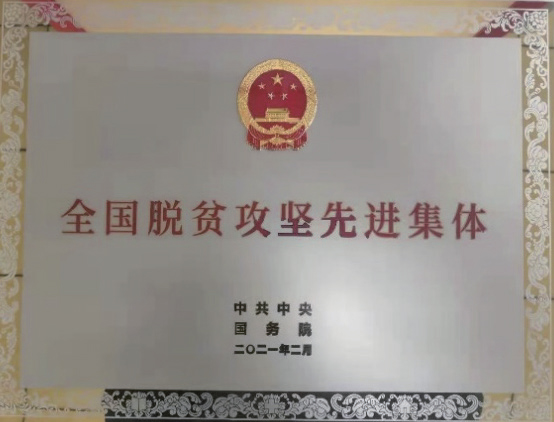 全国脱贫攻坚先进集体
中共中央
国务院
二〇二一年二月